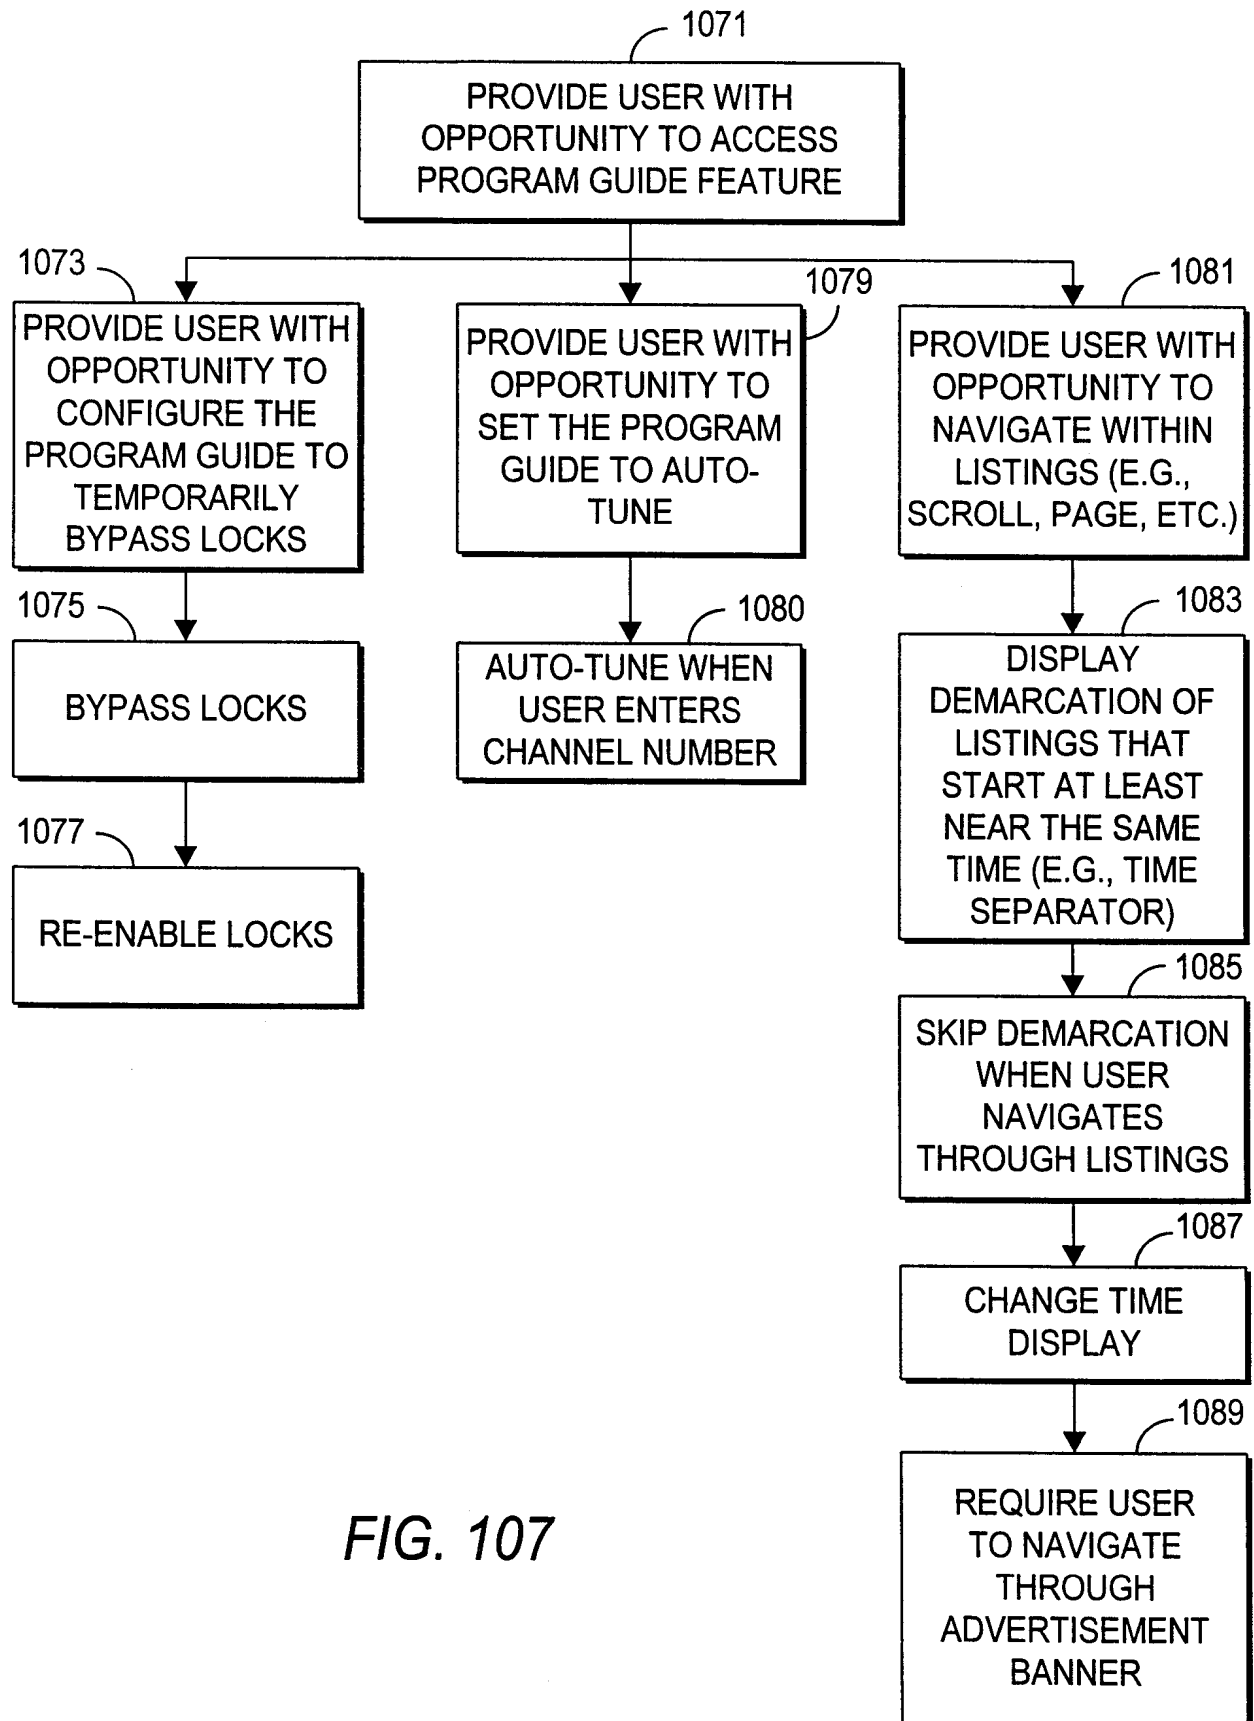 1071
PROVIDE USER WITH
OPPORTUNITY TO ACCESS
PROGRAM GUIDE FEATURE
1073
PROVIDE USER WITH
OPPORTUNITY TO
CONFIGURE THE
PROGRAM GUIDE TO
TEMPORARILY
BYPASS LOCKS
1075
BYPASS LOCKS
1077
RE-ENABLE LOCKS
1079
PROVIDE USER WITH
OPPORTUNITY TO
SET THE PROGRAM
GUIDE TO AUTO-
TUNE
1080
AUTO-TUNE WHEN
USER ENTERS
CHANNEL NUMBER
1081
PROVIDE USER WITH
OPPORTUNITY TO
NAVIGATE WITHIN
LISTINGS (E.G.,
SCROLL, PAGE, ETC.)
1083
DISPLAY
DEMARCATION OF
LISTINGS THAT
START AT LEAST
NEAR THE SAME
TIME (E.G., TIME
SEPARATOR)
1085
SKIP DEMARCATION
WHEN USER
NAVIGATES
THROUGH LISTINGS
1087
CHANGE TIME
DISPLAY
1089
REQUIRE USER
TO NAVIGATE
THROUGH
ADVERTISEMENT
BANNER
FIG. 107